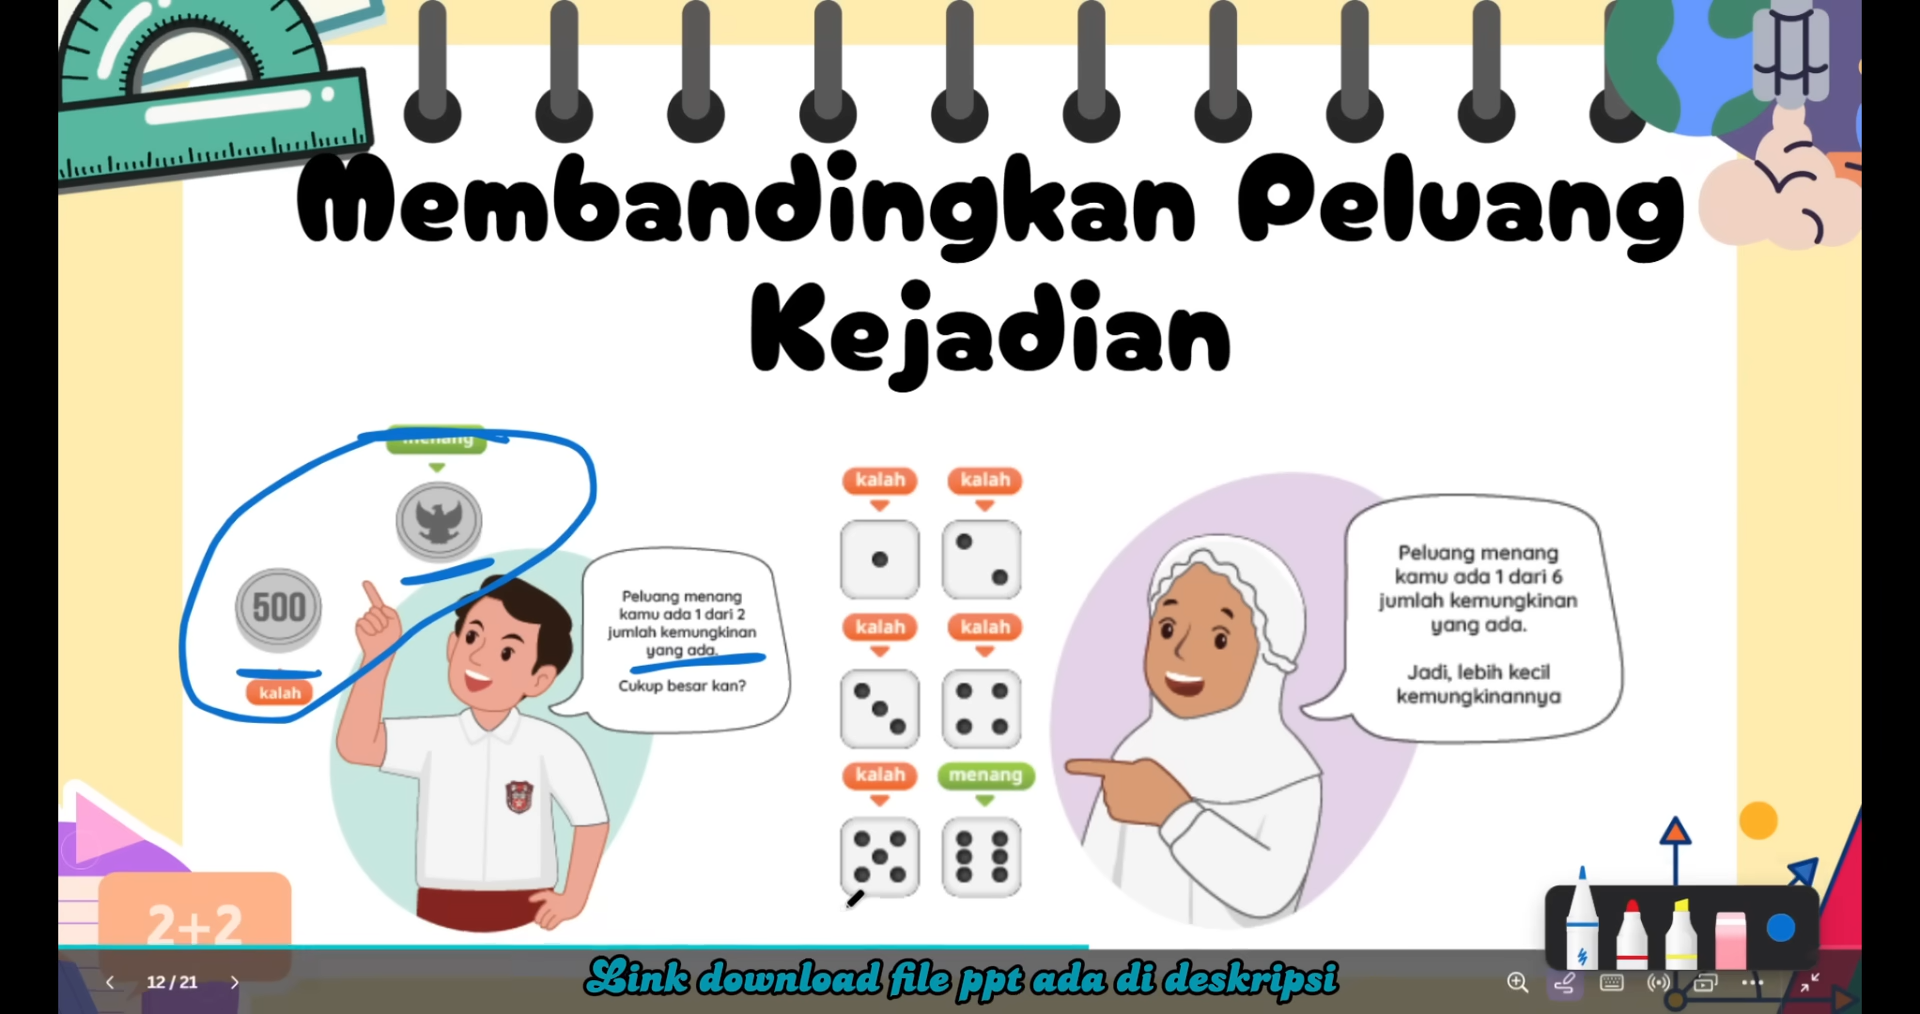 Membandingkan Peluang
Kejadian
menang
500
kalah
Peluang menang
kamu ada 1 dari 2
jumlah kemungkinan
yang ada.
Cukup besar kan?
kalah kalah
kalah kalah
kalah menang
Peluang menang
kamu ada 1 dari 6
jumlah kemungkinan
yang ada.
Jadi, lebih kecil
kemungkinannya
2+2
12 / 21
Link download file ppt ada di deskripsi